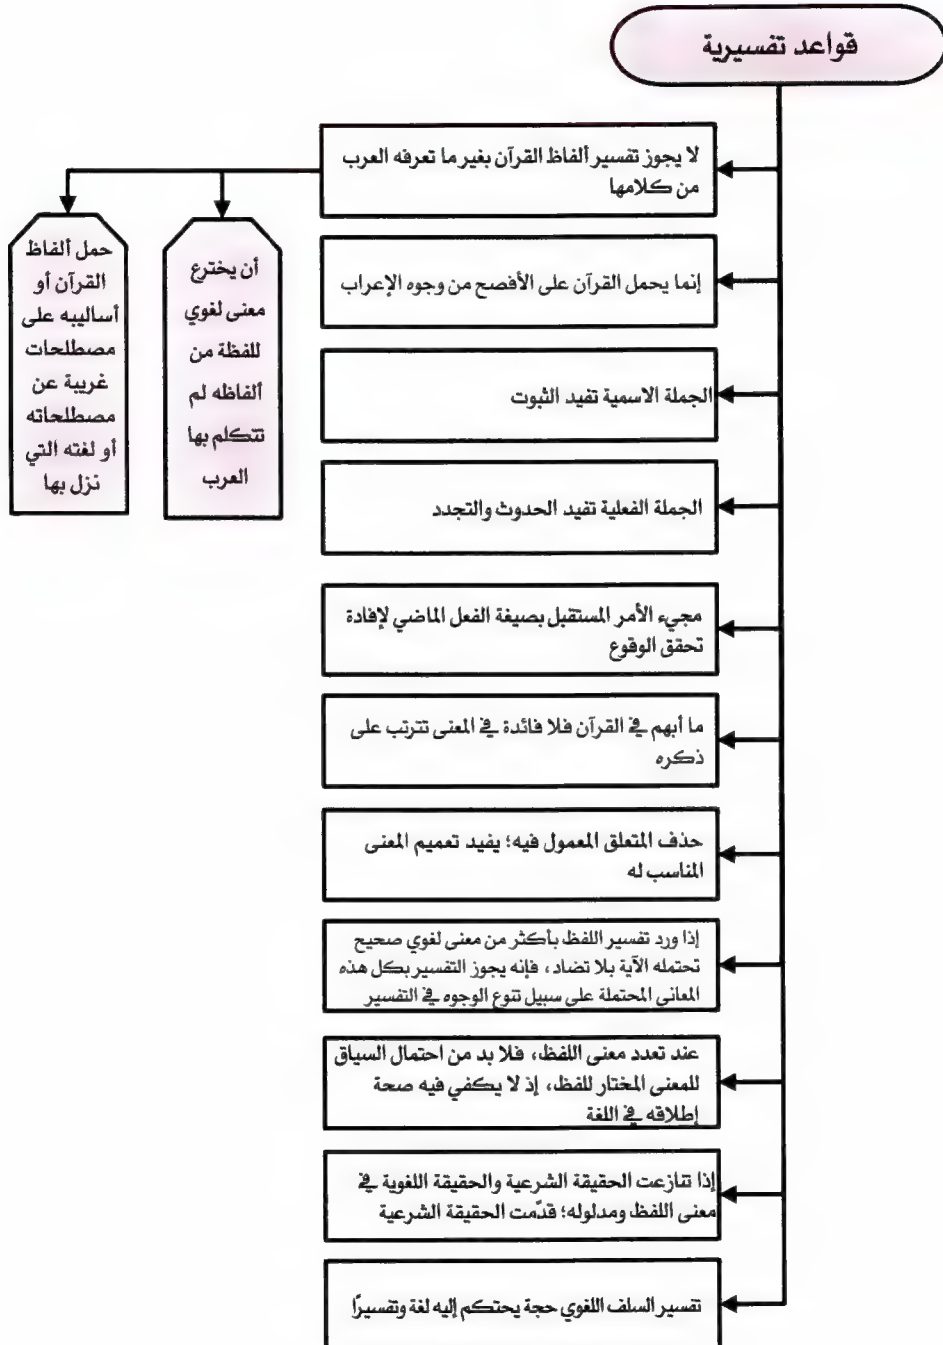 قواعد تفسيرية
لا يجوز تفسير ألفاظ القرآن بغير ما تعرفه العرب
من كلامها
أن يخترع
معنى لغوي
للفظة من
ألفاظه لم
تتكلم بها
العرب
حمل ألفاظ
القرآن أو
أساليبه على
مصطلحات
غريبة عن
مصطلحاته
أو لغته التي
نزل بها
إنما يحمل القرآن على الأفصح من وجوه الإعراب
الجملة الاسمية تفيد الثبوت
الجملة الفعلية تفيد الحدوث والتجدد
مجيء الأمر المستقبل بصيغة الفعل الماضي لإفادة
تحقق الوقوع
ما أبهم في القرآن فلا فائدة في المعنى تترتب على
ذكره
حذف المتعلق المعمول فيه؛ يفيد تعميم المعنى
المناسب له
إذا ورد تفسير اللفظ بأكثر من معنى لغوي صحيح
تحتمله الآية بلا تضاد، فإنه يجوز التفسير بكل هذه
المعاني المحتملة على سبيل تنوع الوجوه في التفسير
عند تعدد معنى اللفظ، فلا بد من احتمال السياق
للمعنى المختار للفظ، إذ لا يكفي فيه صحة
إطلاقه في اللغة
إذا تنازعت الحقيقة الشرعية والحقيقة اللغوية في
معنى اللفظ ومدلوله؛ قدّمت الحقيقة الشرعية
تفسير السلف اللغوي حجة يحتكم إليه لغة وتفسيرًا